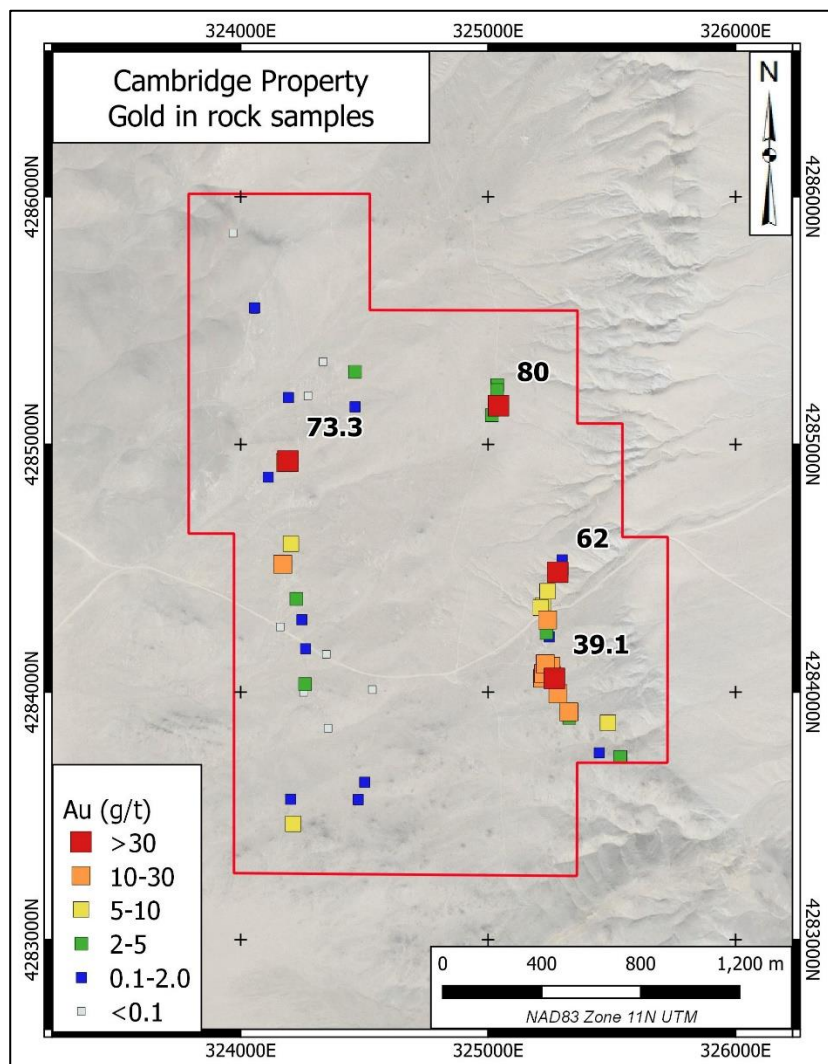 324000E
325000E
326000E
Cambridge Property
Gold in rock samples
N
4286000N
4286000N
80
73.3
4285000N
4285000N
62
39.1
4284000N
4284000N
Au (g/t)
>30
10-30
5-10
2-5
0.1-2.0
<0.1
4283000N
4283000N
0 400 800 1,200 m
NAD83 Zone 11N UTM
324000E
325000E
326000E